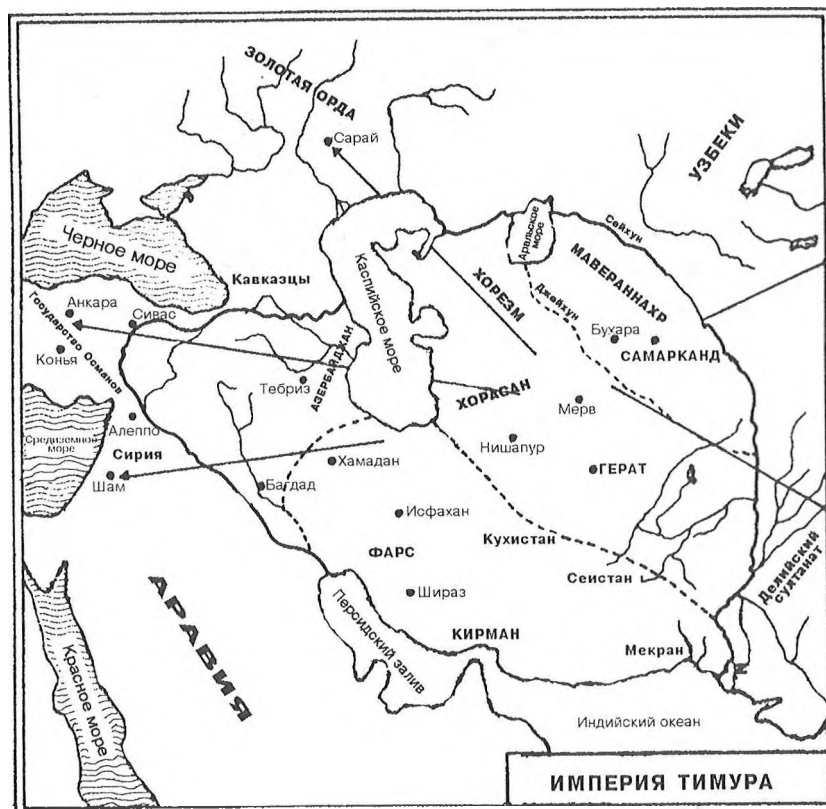 ЗОЛОТАЯ ОРДА
Сарай
УЗБЕКИ
Черное море
Кавказцы
Каспийское море
Аральское
море
Сейхун
МАВЕРАННАХР
ХОРЕЗМ
Джейхун
Анкара
Сивас
Государство Османов
Конья
Бухара
САМАРКАНД
АЗЕРБАЙДЖАН
Тебриз
ХОРАСАН
Мерв
Алеппо
Средиземное
море
Сирия
Нишапур
Хамадан
ГЕРАТ
Шам
Багдад
Исфахан
Кухистан
ФАРС
Сеистан
Делийский
султанат
АРАВИЯ
Шираз
Персидский залив
КИРМАН
Мекран
Красное море
Индийский океан
ИМПЕРИЯ ТИМУРА